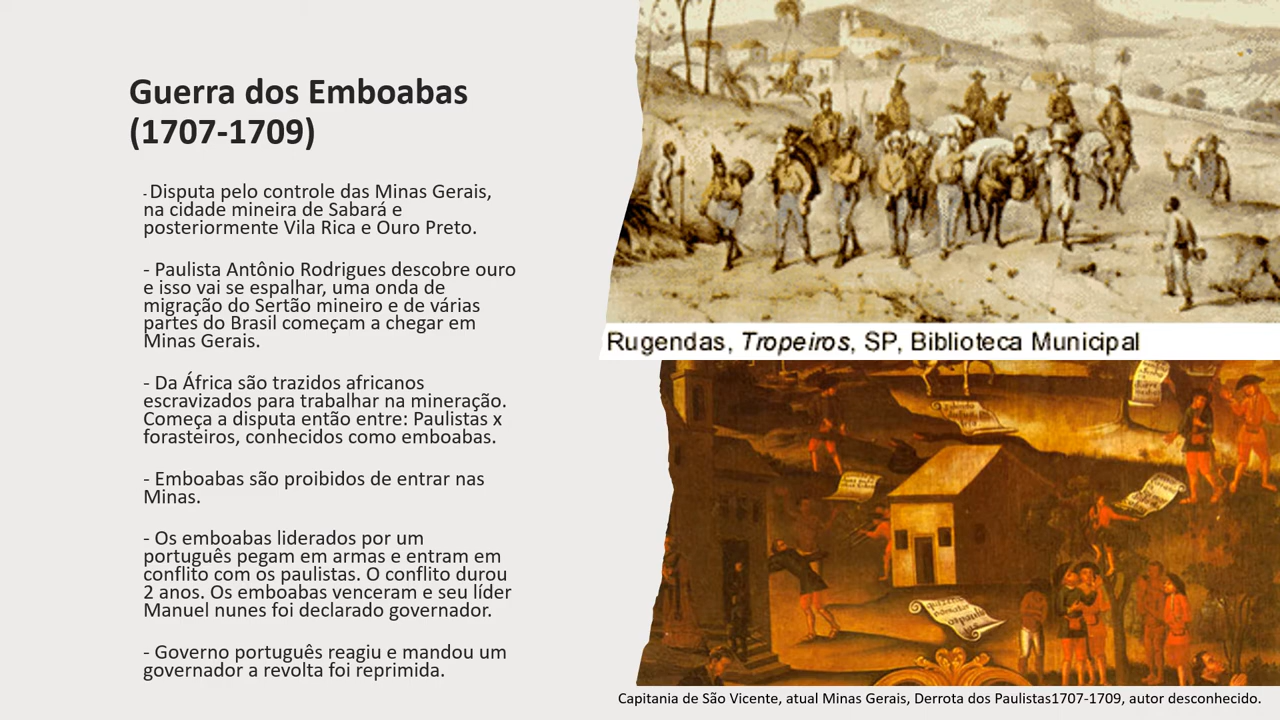 Guerra dos Emboabas
(1707-1709)
- Disputa pelo controle das Minas Gerais,
na cidade mineira de Sabará e
posteriormente Vila Rica e Ouro Preto.
- Paulista Antônio Rodrigues descobre ouro
e isso vai se espalhar, uma onda de
migração do Sertão mineiro e de várias
partes do Brasil começam a chegar em
Minas Gerais.
- Da África são trazidos africanos
escravizados para trabalhar na mineração.
Começa a disputa então entre: Paulistas x
forasteiros, conhecidos como emboabas.
- Emboabas são proibidos de entrar nas
Minas.
- Os emboabas liderados por um
português pegam em armas e entram em
conflito com os paulistas. O conflito durou
2 anos. Os emboabas venceram e seu líder
Manuel nunes foi declarado governador.
- Governo português reagiu e mandou um
governador a revolta foi reprimida.
Rugendas, Tropeiros, SP, Biblioteca Municipal
Capitania de São Vicente, atual Minas Gerais, Derrota dos Paulistas1707-1709, autor desconhecido.